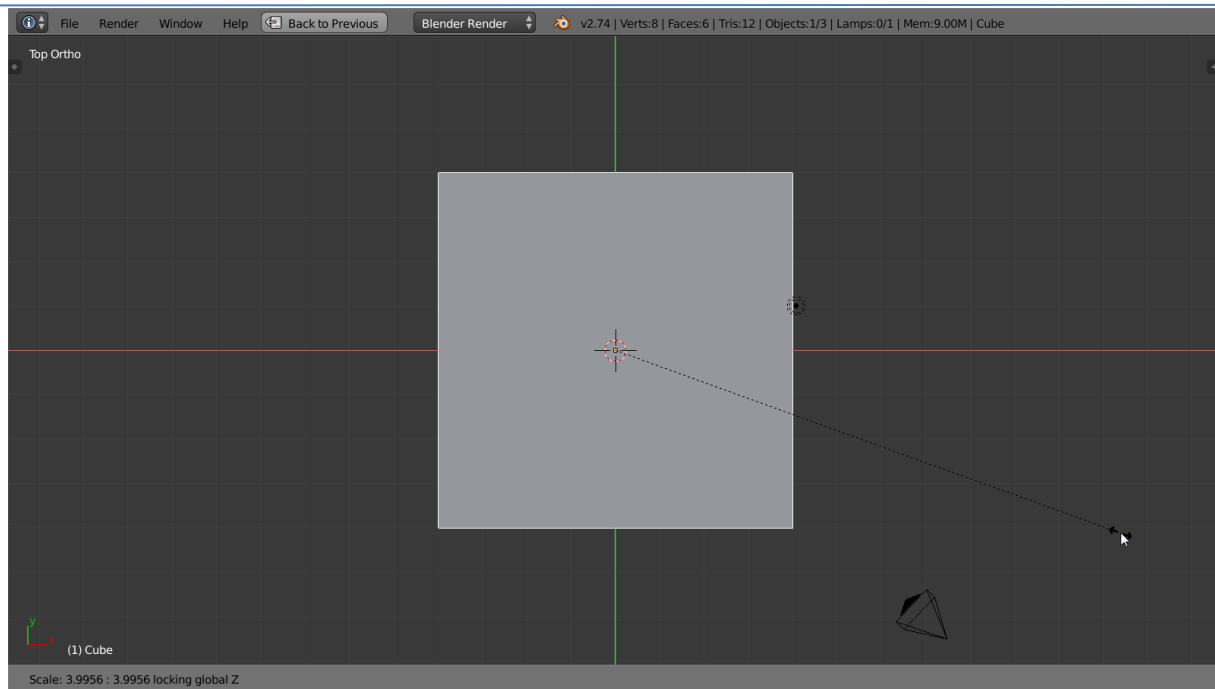 File Render Window Help Back to Previous Blender Render v2.74 | Verts:8 | Faces:6 | Tris:12 | Objects:1/3 | Lamps:0/1 | Mem:9.00M | Cube
Top Ortho
y
x
(1) Cube
Scale: 3.9956 : 3.9956 locking global Z